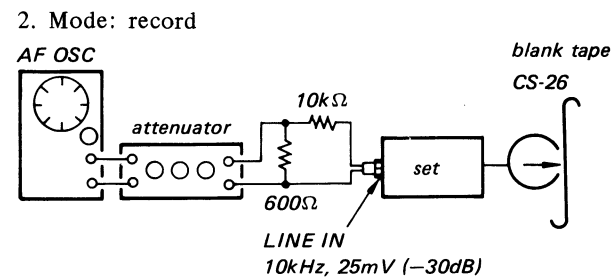 2. Mode: record
AF OSC
blank tape
CS-26
10kΩ
attenuator
set
600Ω
LINE IN
10kHz, 25mV (−30dB)